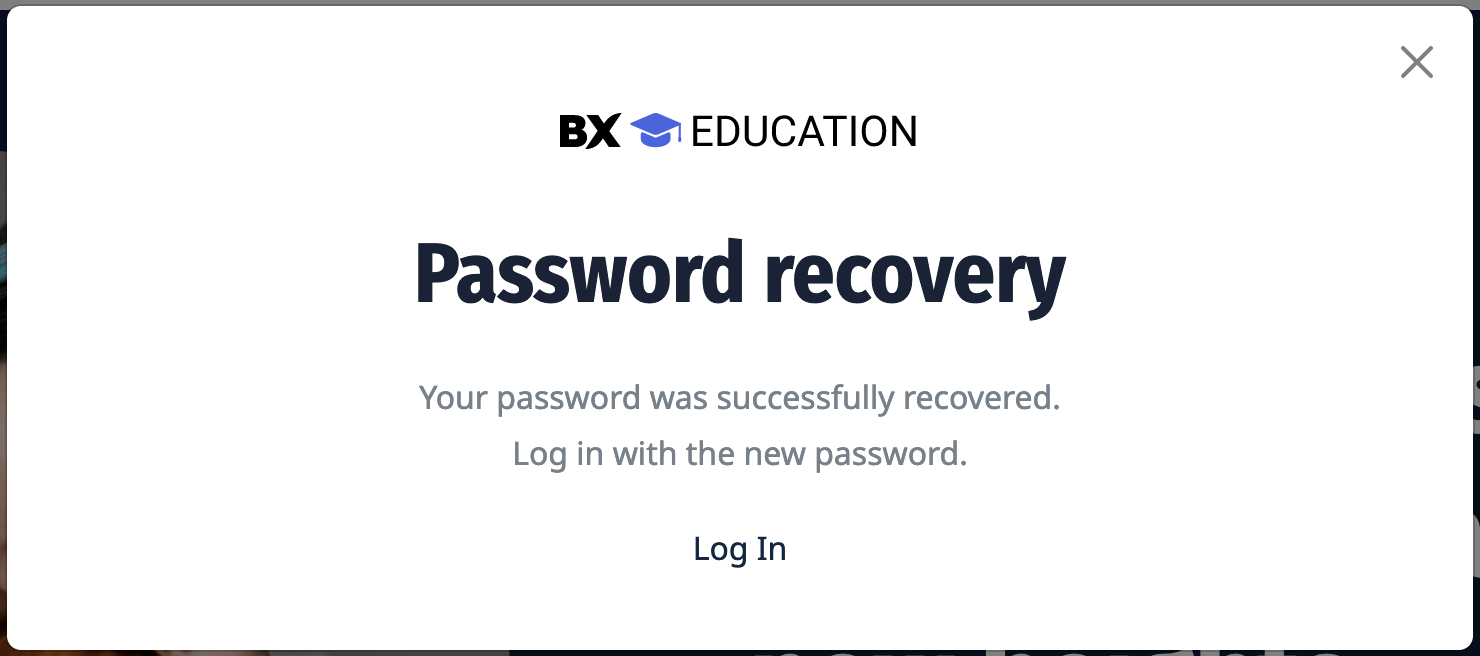 BX EDUCATION
Password recovery
Your password was successfully recovered.
Log in with the new password.
Log In